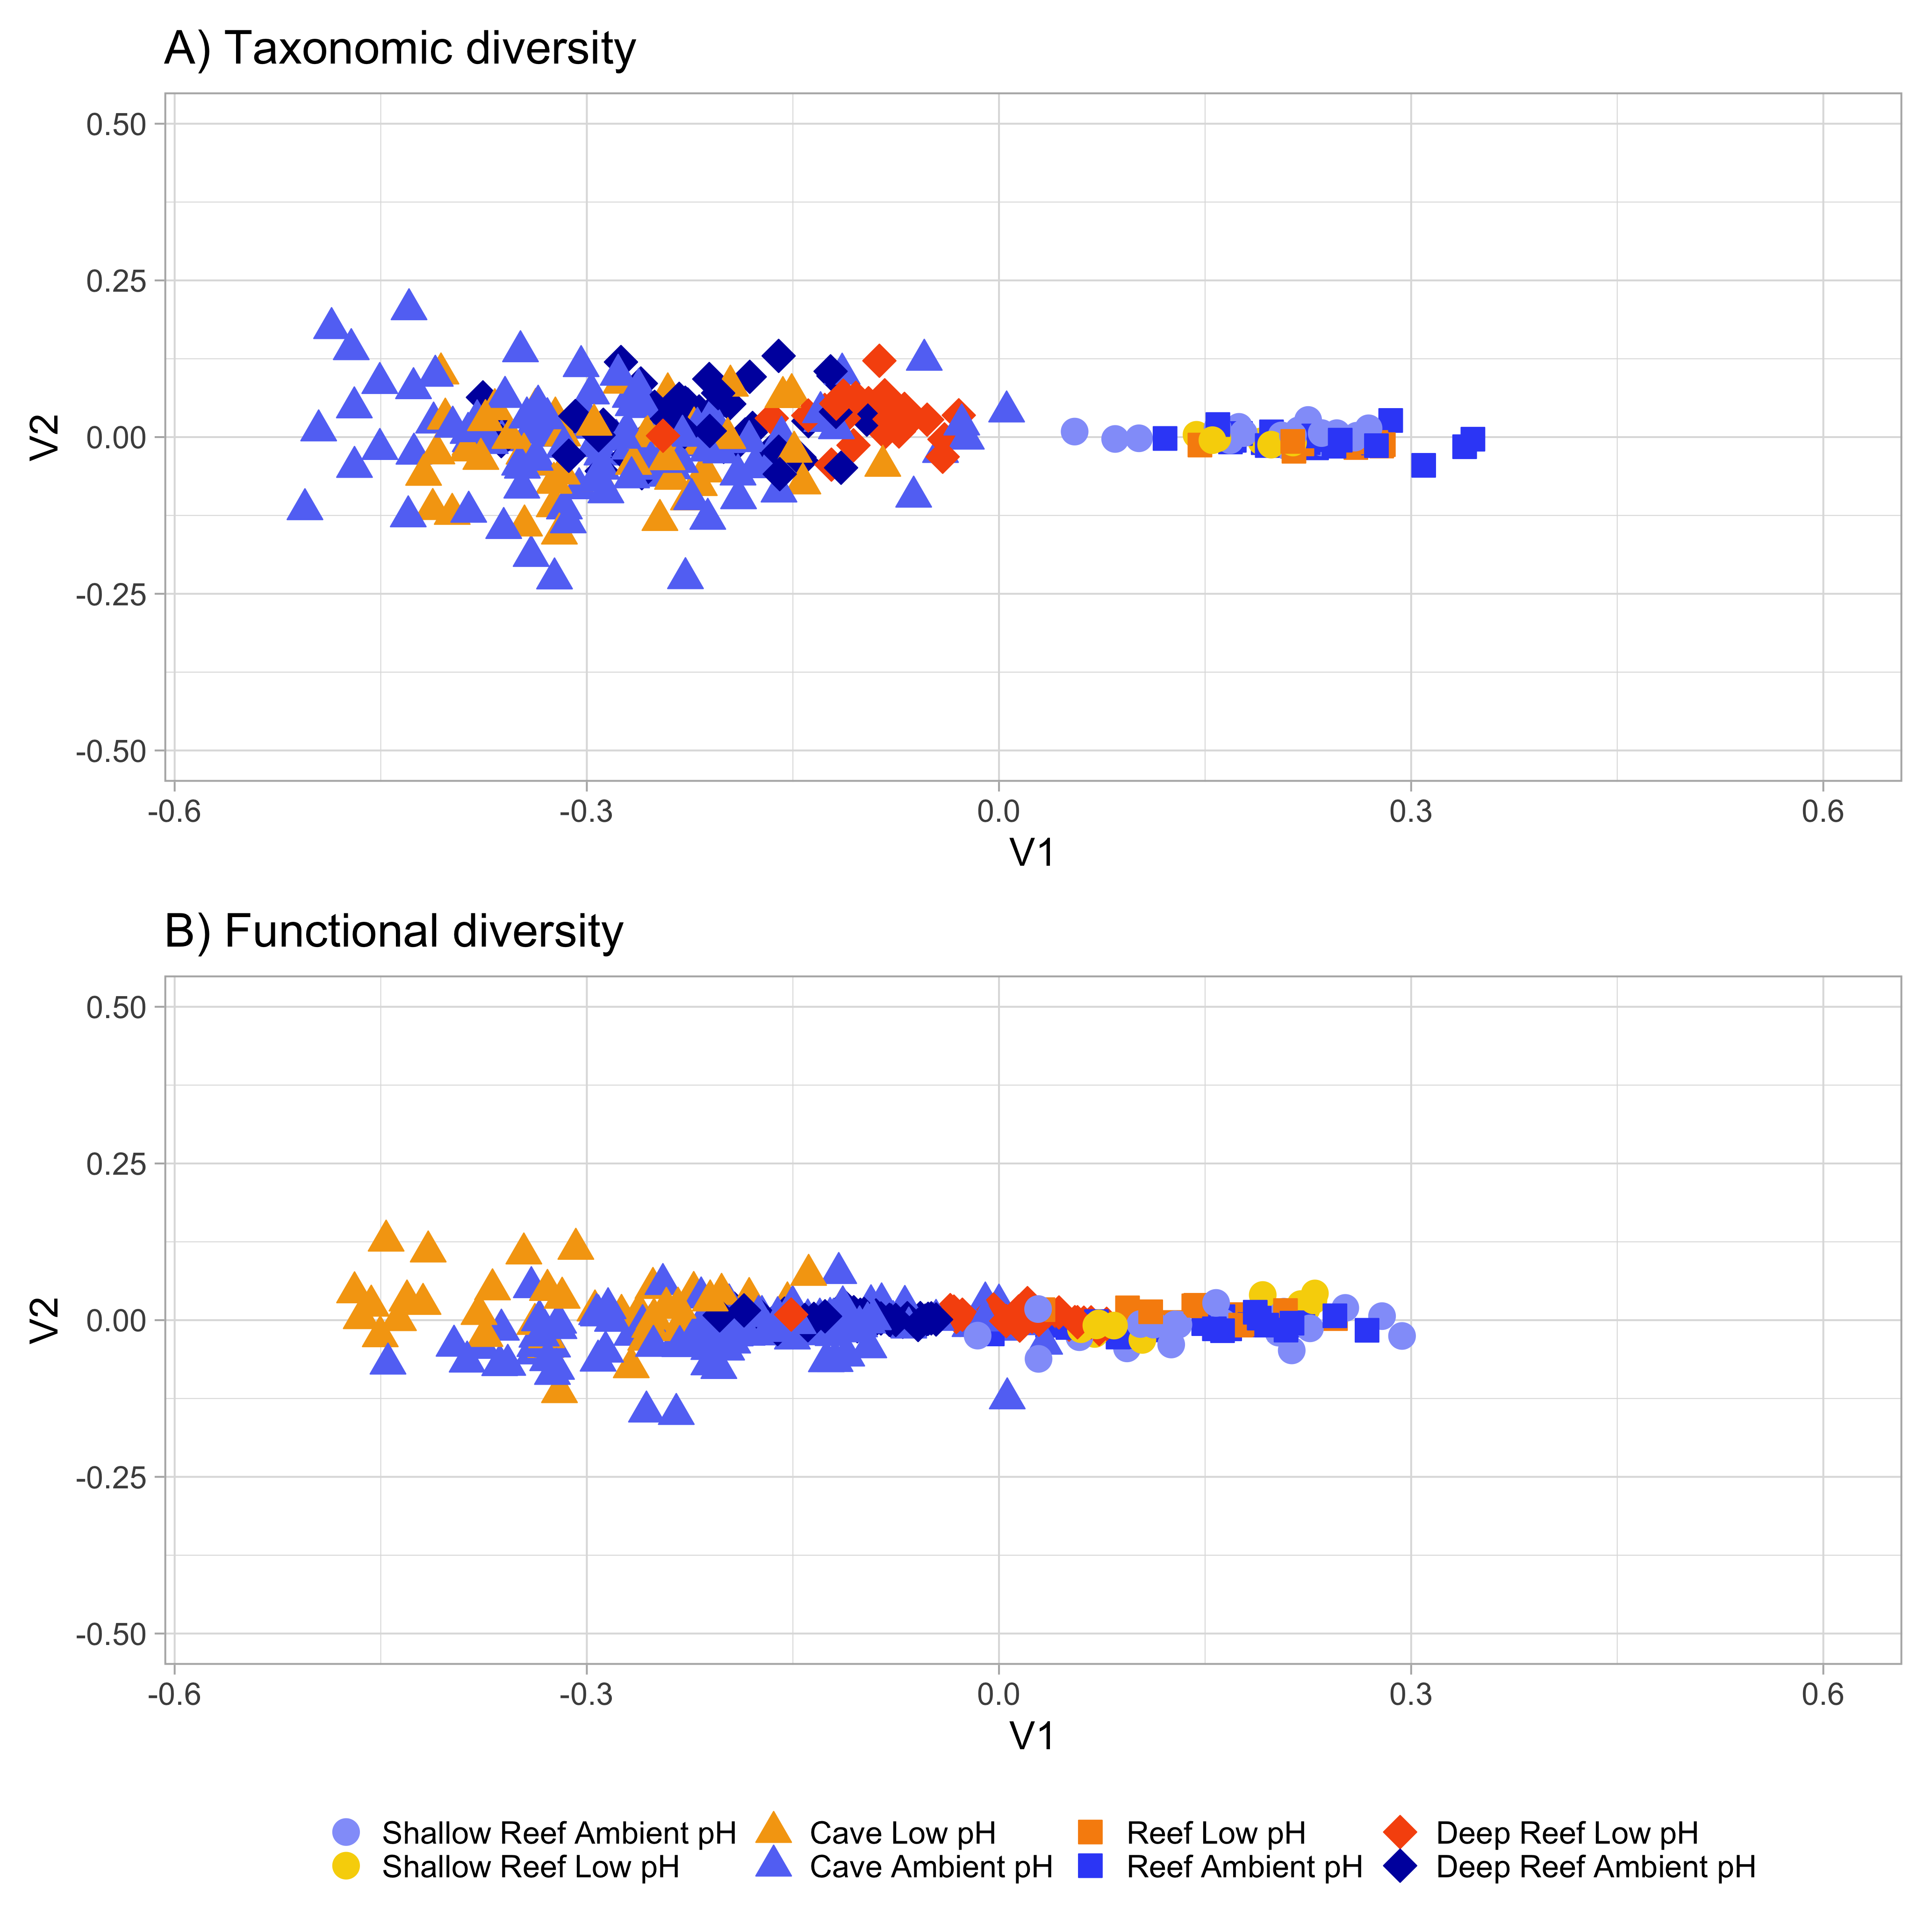 A) Taxonomic diversity
0.50
0.25
0.00
-0.25
-0.50
V2
-0.6 -0.3 0.0 0.3 0.6
V1
B) Functional diversity
0.50
0.25
0.00
-0.25
-0.50
V2
-0.6 -0.3 0.0 0.3 0.6
V1
Shallow Reef Ambient pH Cave Low pH Reef Low pH Deep Reef Low pH
Shallow Reef Low pH Cave Ambient pH Reef Ambient pH Deep Reef Ambient pH